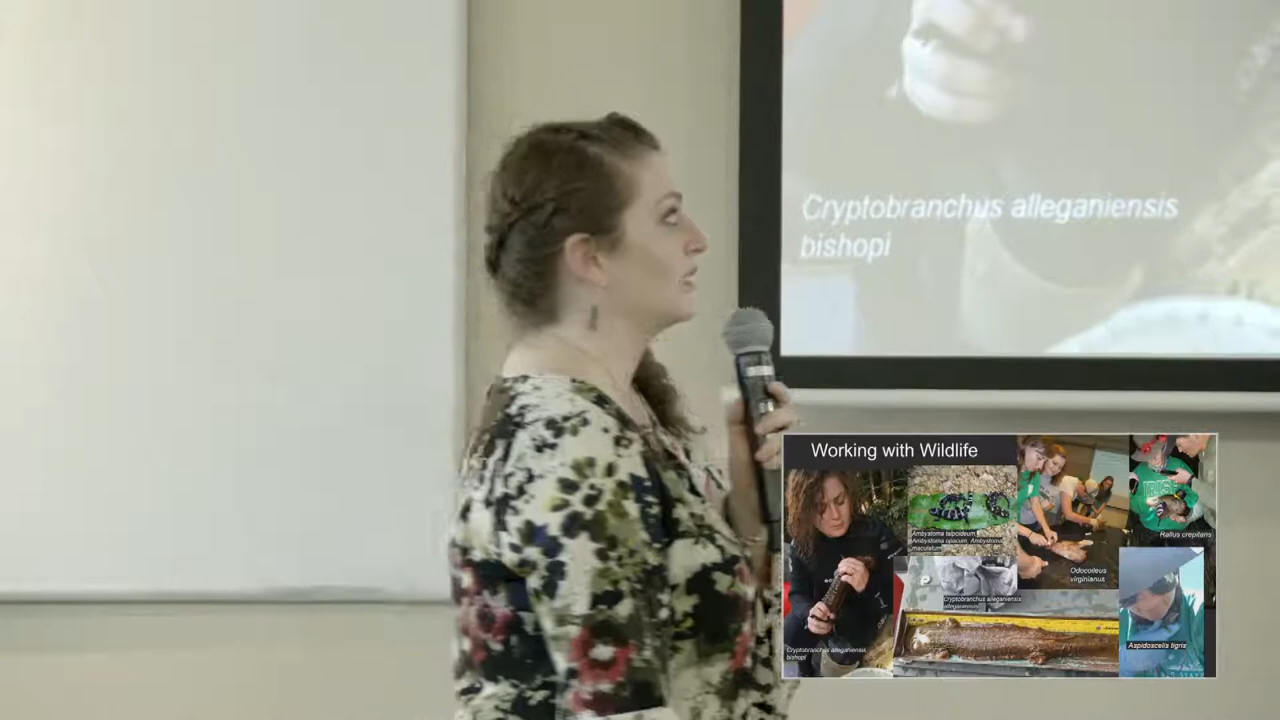 Cryptobranchus alleganiensis
bishopi
Working with Wildlife
Ambystoma talpoideum,
Ambystoma opacum, Ambystoma
maculatum
Rallus crepitans
Odocoileus
virginianus
Cryptobranchus alleganiensis
alleganiensis
Aspidoscelis tigris
Cryptobranchus alleganiensis
bishopi